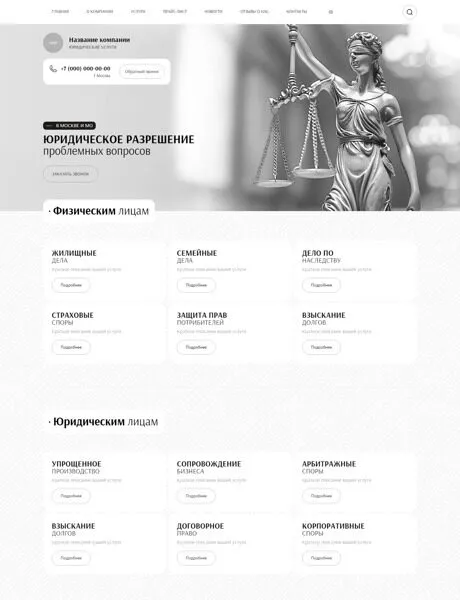 ГЛАВНАЯ О КОМПАНИИ УСЛУГИ ПРАЙС-ЛИСТ НОВОСТИ ОТЗЫВЫ О НАС КОНТАКТЫ
Название компании
ЮРИДИЧЕСКИЕ УСЛУГИ
+7 (000) 000-00-00
г. Москва
Обратный звонок
В МОСКВЕ И МО
ЮРИДИЧЕСКОЕ РАЗРЕШЕНИЕ
проблемных вопросов
ЗАКАЗАТЬ ЗВОНОК
· Физическим лицам
ЖИЛИЩНЫЕ
ДЕЛА
Краткое описание вашей услуги
Подробнее
СЕМЕЙНЫЕ
ДЕЛА
Краткое описание вашей услуги
Подробнее
ДЕЛО ПО
НАСЛЕДСТВУ
Краткое описание вашей услуги
Подробнее
СТРАХОВЫЕ
СПОРЫ
Краткое описание вашей услуги
Подробнее
ЗАЩИТА ПРАВ
ПОТРЕБИТЕЛЕЙ
Краткое описание вашей услуги
Подробнее
ВЗЫСКАНИЕ
ДОЛГОВ
Краткое описание вашей услуги
Подробнее
· Юридическим лицам
УПРОЩЕННОЕ
ПРОИЗВОДСТВО
Краткое описание вашей услуги
Подробнее
СОПРОВОЖДЕНИЕ
БИЗНЕСА
Краткое описание вашей услуги
Подробнее
АРБИТРАЖНЫЕ
СПОРЫ
Краткое описание вашей услуги
Подробнее
ВЗЫСКАНИЕ
ДОЛГОВ
Краткое описание вашей услуги
Подробнее
ДОГОВОРНОЕ
ПРАВО
Краткое описание вашей услуги
Подробнее
КОРПОРАТИВНЫЕ
СПОРЫ
Краткое описание вашей услуги
Подробнее